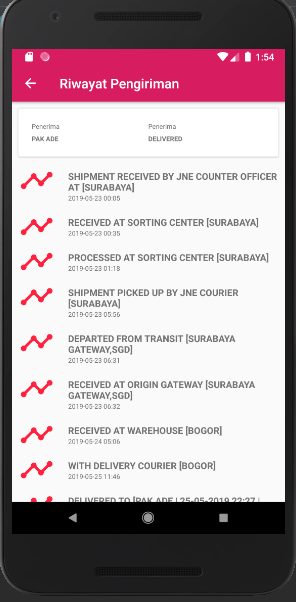 1:54
Riwayat Pengiriman
Penerima
Penerima
PAK ADE
DELIVERED
SHIPMENT RECEIVED BY JNE COUNTER OFFICER
AT [SURABAYA]
2019-05-23 00:05
RECEIVED AT SORTING CENTER [SURABAYA]
2019-05-23 00:35
PROCESSED AT SORTING CENTER [SURABAYA]
2019-05-23 01:18
SHIPMENT PICKED UP BY JNE COURIER
[SURABAYA]
2019-05-23 05:56
DEPARTED FROM TRANSIT [SURABAYA
GATEWAY,SGD]
2019-05-23 06:31
RECEIVED AT ORIGIN GATEWAY [SURABAYA
GATEWAY,SGD]
2019-05-23 06:32
RECEIVED AT WAREHOUSE [BOGOR]
2019-05-24 05:06
WITH DELIVERY COURIER [BOGOR]
2019-05-25 11:46
DELIVERED TO [PAK ADE | 25-05-2019 22:27 |